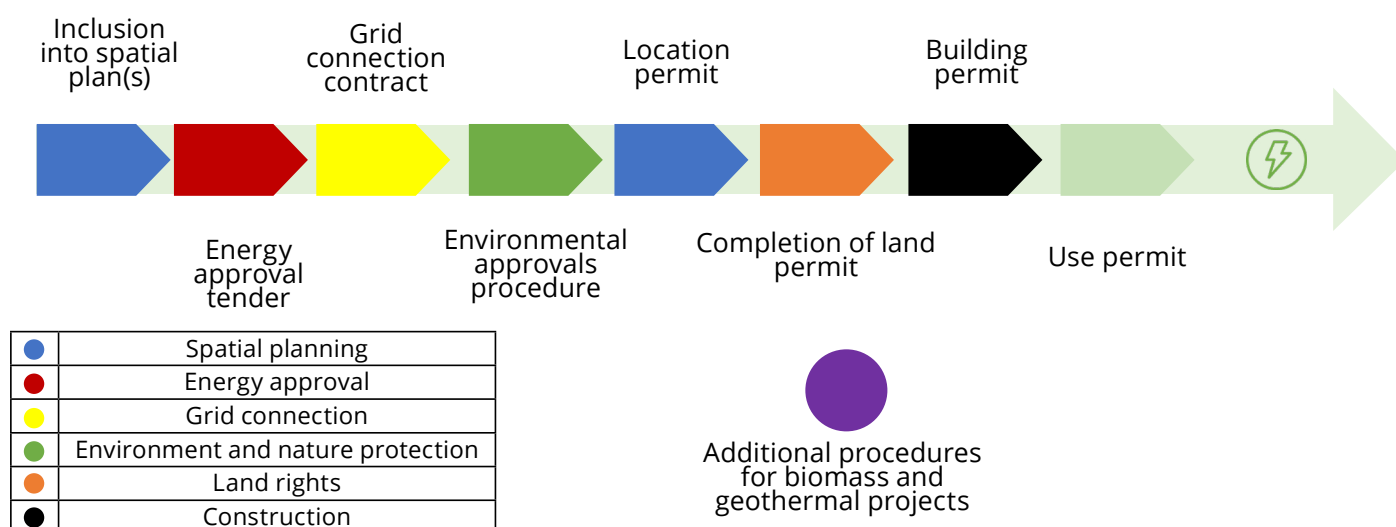 Inclusion
into spatial
plan(s)
Grid
connection
contract
Location
permit
Building
permit
Energy
approval
tender
Environmental
approvals
procedure
Completion of land
permit
Use permit
Spatial planning
Energy approval
Grid connection
Environment and nature protection
Land rights
Construction
Additional procedures
for biomass and
geothermal projects